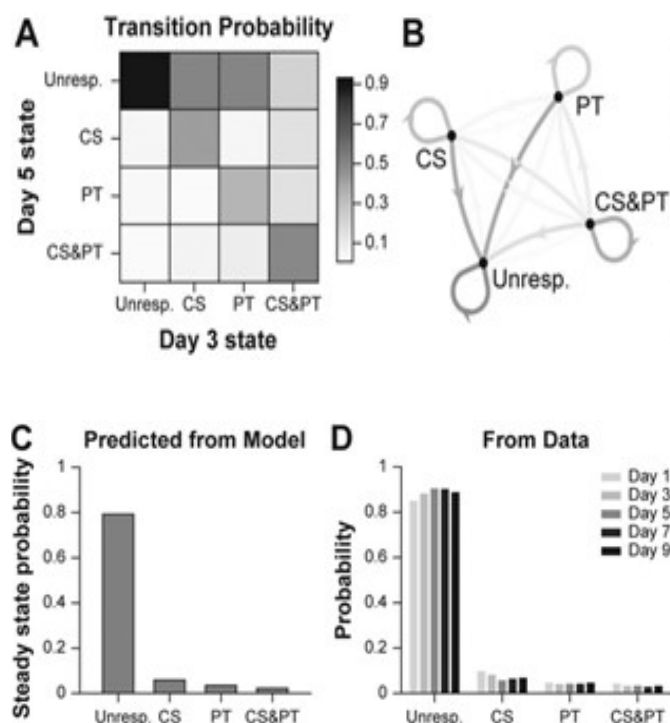 A
Transition Probability
Day 5 state
Unresp.
CS
PT
CS&PT
Unresp. CS PT CS&PT
Day 3 state
0.9
0.7
0.5
0.3
0.1
B
PT
CS
CS&PT
Unresp.
C
Predicted from Model
Steady state probability
1
0.8
0.6
0.4
0.2
0
Unresp. CS PT CS&PT
D
From Data
Probability
1
0.8
0.6
0.4
0.2
0
Day 1
Day 3
Day 5
Day 7
Day 9
Unresp. CS PT CS&PT